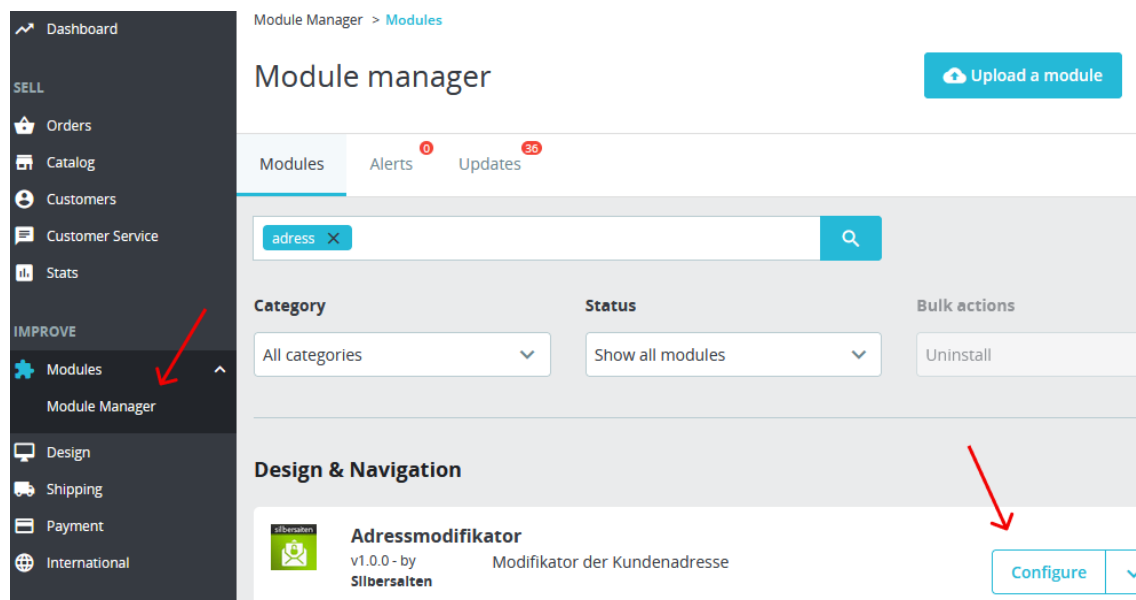 Dashboard
SELL
Orders
Catalog
Customers
Customer Service
Stats
IMPROVE
Modules
Module Manager
Design
Shipping
Payment
International
Module Manager > Modules
Module manager
Upload a module
Modules
Alerts 0
Updates 36
adress
Category
Status
Bulk actions
All categories
Show all modules
Uninstall
Design & Navigation
silbersaiten
Adressmodifikator
v1.0.0 - by
Silbersaiten
Modifikator der Kundenadresse
Configure